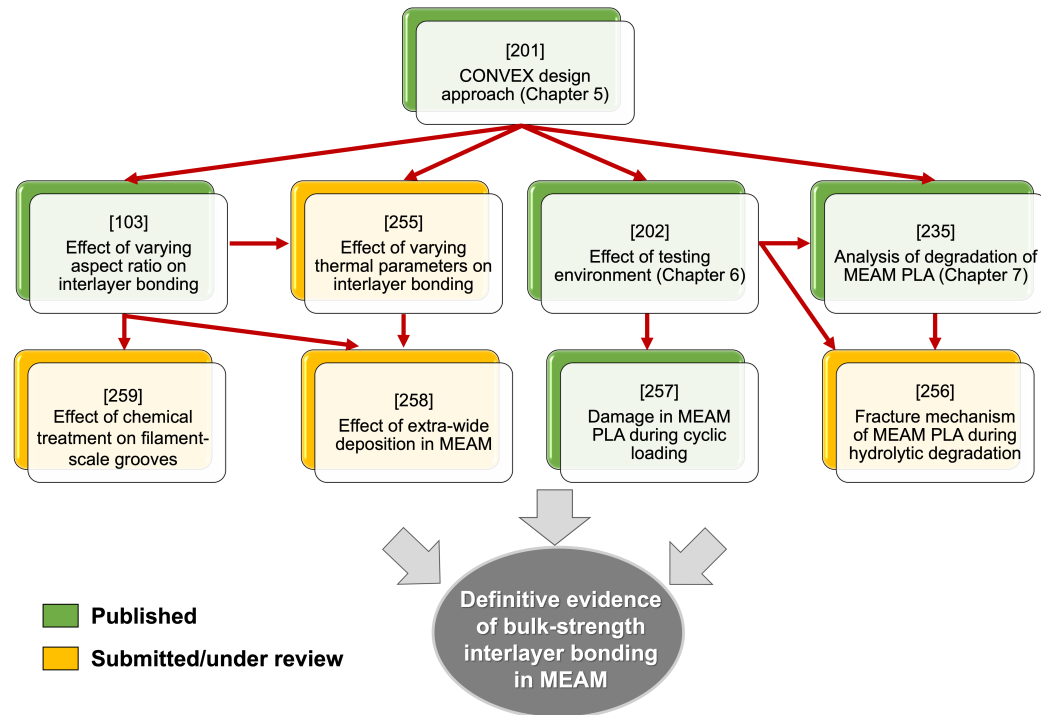 [201]
CONVEX design
approach (Chapter 5)
[103]
Effect of varying
aspect ratio on
interlayer bonding
[255]
Effect of varying
thermal parameters on
interlayer bonding
[202]
Effect of testing
environment (Chapter 6)
[235]
Analysis of degradation of
MEAM PLA (Chapter 7)
[259]
Effect of chemical
treatment on filament-
scale grooves
[258]
Effect of extra-wide
deposition in MEAM
[257]
Damage in MEAM
PLA during cyclic
loading
[256]
Fracture mechanism
of MEAM PLA during
hydrolytic degradation
Definitive evidence
of bulk-strength
interlayer bonding
in MEAM
Published
Submitted/under review